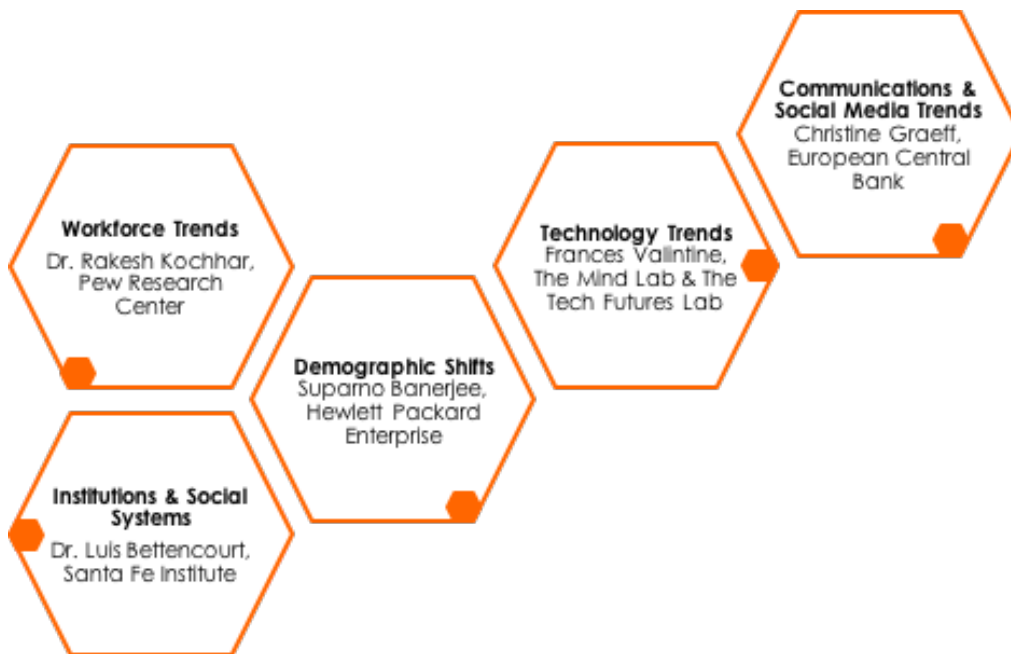 Communications &
Social Media Trends
Christine Graeff,
European Central
Bank
Workforce Trends
Dr. Rakesh Kochhar,
Pew Research
Center
Technology Trends
Frances Valintine,
The Mind Lab & The
Tech Futures Lab
Demographic Shifts
Suparno Banerjee,
Hewlett Packard
Enterprise
Institutions & Social
Systems
Dr. Luis Bettencourt,
Santa Fe Institute